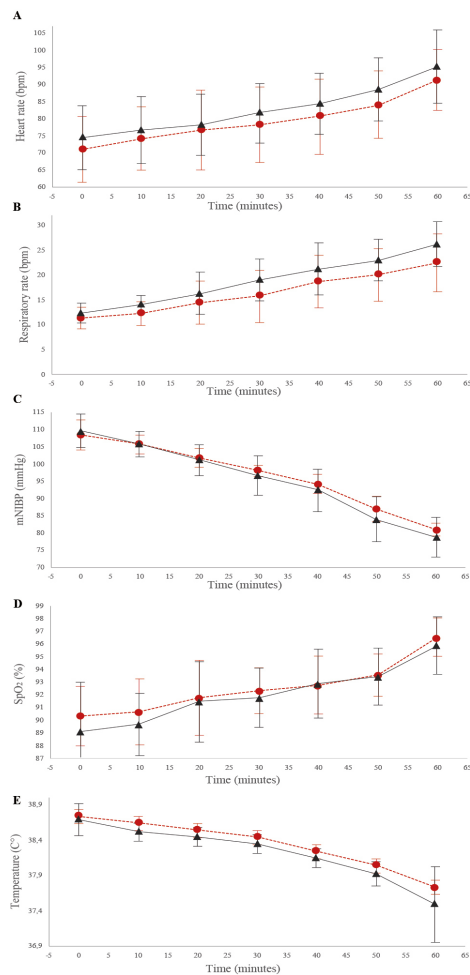 A
105
100
95
90
85
80
75
70
65
60
Heart rate (bpm)
-5 0 5 10 15 20 25 30 35 40 45 50 55 60 65
Time (minutes)
B
30
25
20
15
10
5
0
Respiratory rate (bpm)
-5 0 5 10 15 20 25 30 35 40 45 50 55 60 65
Time (minutes)
C
115
110
105
100
95
90
85
80
75
70
mNIBP (mmHg)
-5 0 5 10 15 20 25 30 35 40 45 50 55 60 65
Time (minutes)
D
99
98
97
96
95
94
93
92
91
90
89
88
87
SpO₂ (%)
-5 0 5 10 15 20 25 30 35 40 45 50 55 60 65
Time (minutes)
E
38,9
38,4
37,9
37,4
36,9
Temperature (C°)
-5 0 5 10 15 20 25 30 35 40 45 50 55 60 65
Time (minutes)